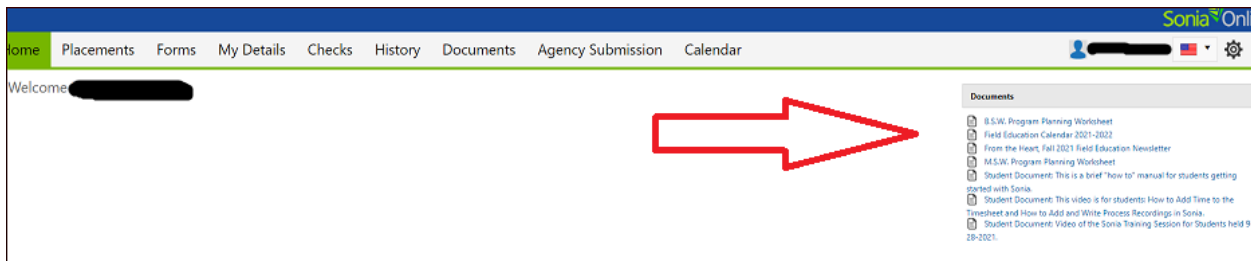 Sonia Onli
Home Placements Forms My Details Checks History Documents Agency Submission Calendar
Welcome
Documents
B.S.W. Program Planning Worksheet
Field Education Calendar 2021-2022
From the Heart, Fall 2021 Field Education Newsletter
M.S.W. Program Planning Worksheet
Student Document: This is a brief "how to" manual for students getting
started with Sonia.
Student Document: This video is for students: How to Add Time to the
Timesheet and How to Add and Write Process Recordings in Sonia.
Student Document: Video of the Sonia Training Session for Students held 9-
28-2021.